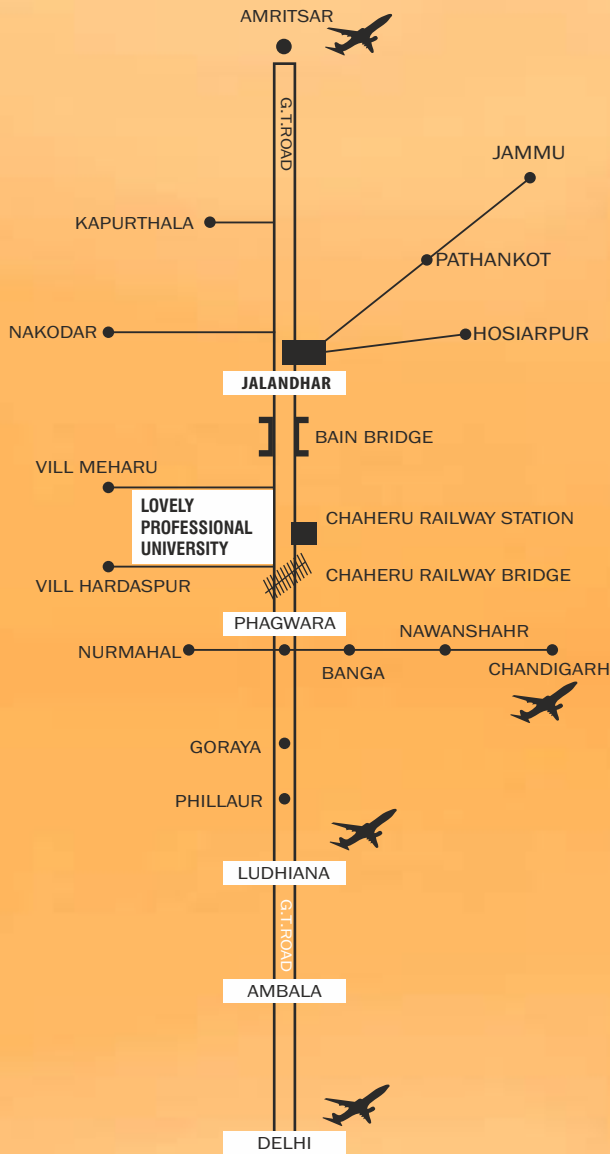 AMRITSAR
G.T.ROAD
JAMMU
KAPURTHALA
PATHANKOT
NAKODAR
HOSIARPUR
JALANDHAR
BAIN BRIDGE
VILL MEHARU
LOVELY
PROFESSIONAL
UNIVERSITY
CHAHERU RAILWAY STATION
VILL HARDASPUR
CHAHERU RAILWAY BRIDGE
PHAGWARA
NURMAHAL
NAWANSHAHR
BANGA
CHANDIGARH
GORAYA
PHILLAUR
LUDHIANA
G.T.ROAD
AMBALA
DELHI